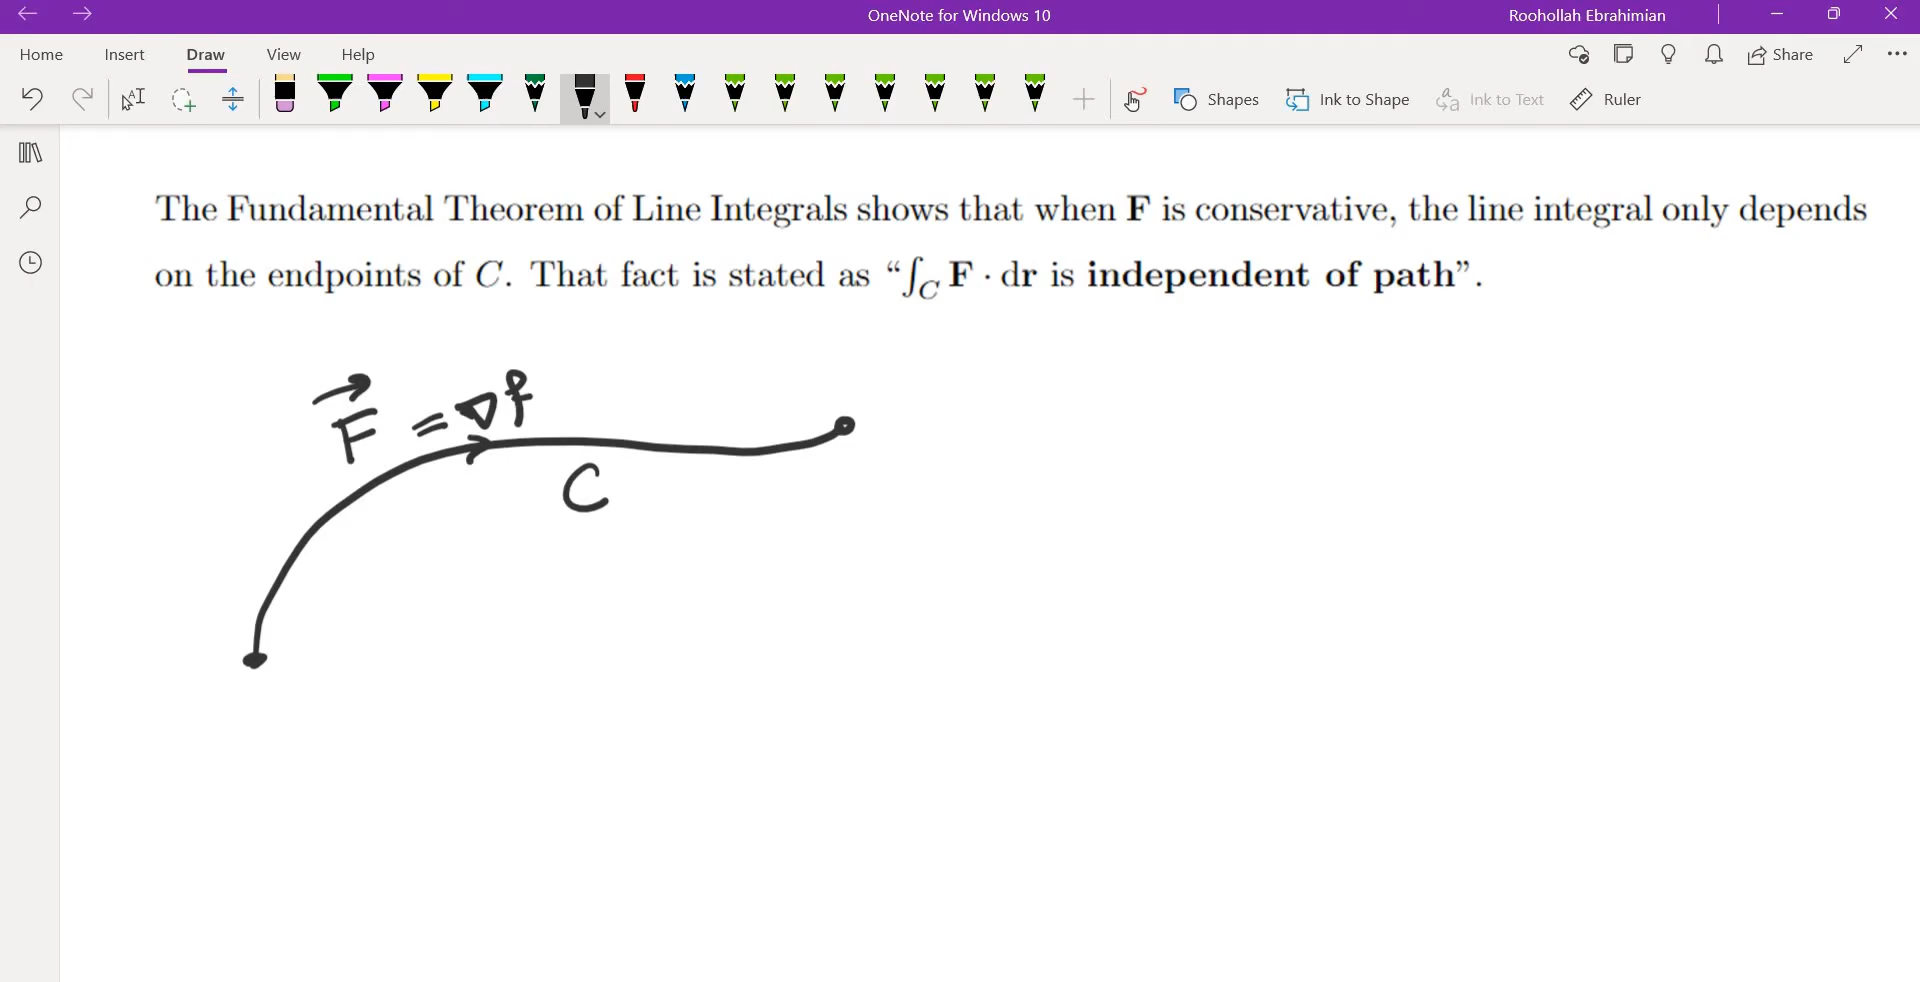 OneNote for Windows 10
Roohollah Ebrahimian
Home Insert Draw View Help
Share
Shapes Ink to Shape Ink to Text Ruler
The Fundamental Theorem of Line Integrals shows that when F is conservative, the line integral only depends
on the endpoints of C. That fact is stated as “∫_C F · dr is independent of path”.
F⃗ = ∇f
C